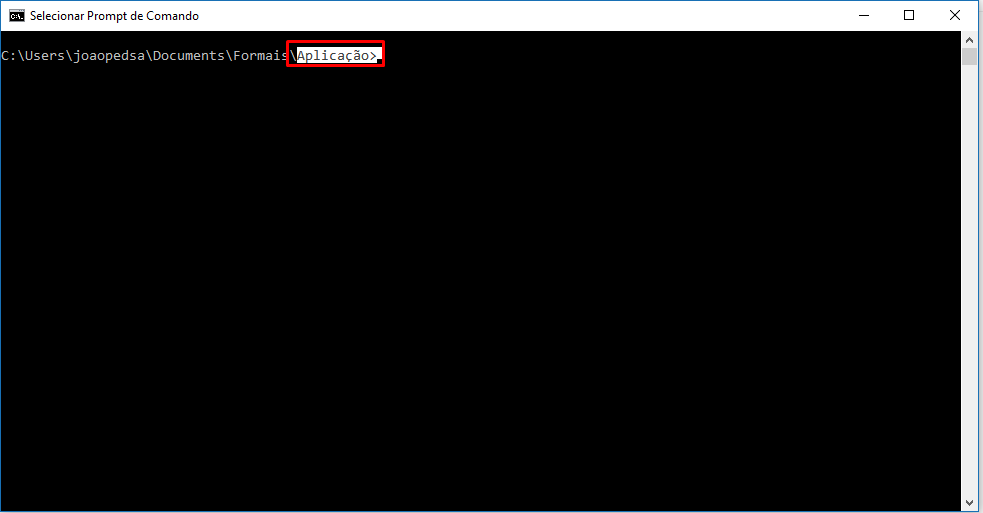 Selecionar Prompt de Comando
C:\Users\joaopedsa\Documents\Formais\Aplicação>